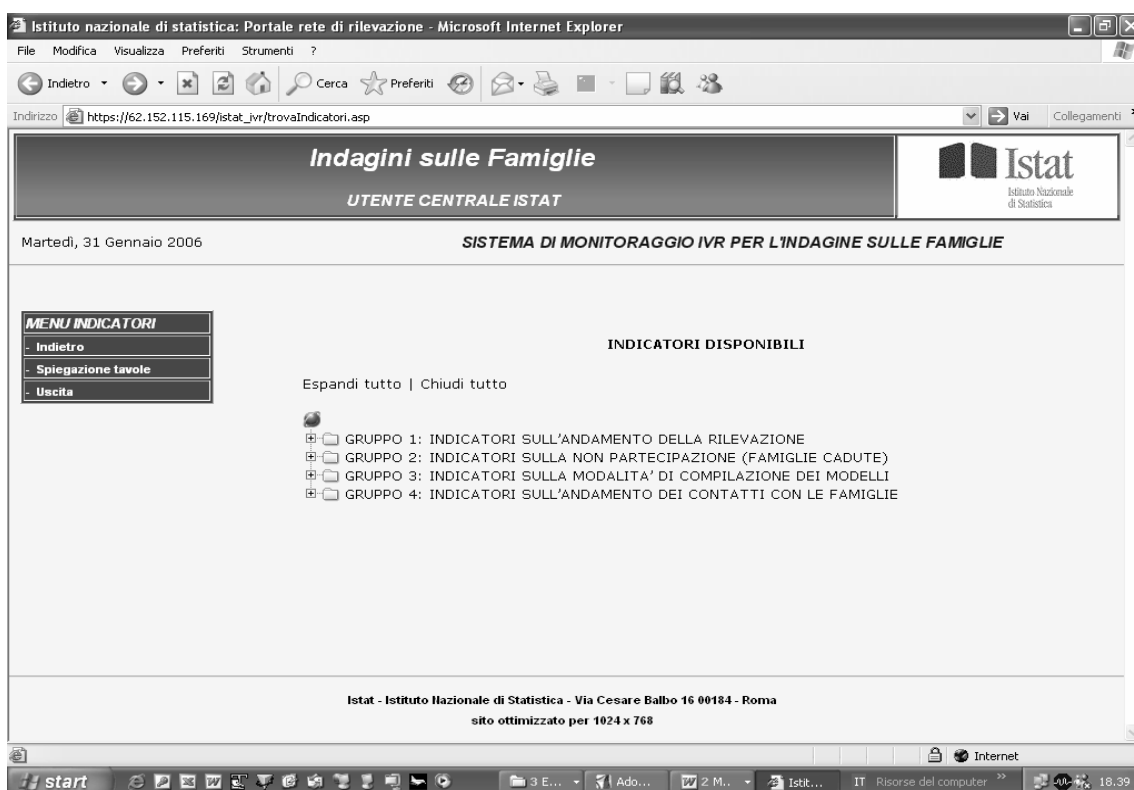 Istituto nazionale di statistica: Portale rete di rilevazione - Microsoft Internet Explorer
File Modifica Visualizza Preferiti Strumenti ?
Indietro Cerca Preferiti
Indirizzo https://62.152.115.169/istat_ivr/trovaIndicatori.asp Vai Collegamenti »
Indagini sulle Famiglie
UTENTE CENTRALE ISTAT
Istat
Istituto Nazionale
di Statistica
Martedì, 31 Gennaio 2006
SISTEMA DI MONITORAGGIO IVR PER L'INDAGINE SULLE FAMIGLIE
MENU INDICATORI
- Indietro
- Spiegazione tavole
- Uscita
INDICATORI DISPONIBILI
Espandi tutto | Chiudi tutto
GRUPPO 1: INDICATORI SULL'ANDAMENTO DELLA RILEVAZIONE
GRUPPO 2: INDICATORI SULLA NON PARTECIPAZIONE (FAMIGLIE CADUTE)
GRUPPO 3: INDICATORI SULLA MODALITA' DI COMPILAZIONE DEI MODELLI
GRUPPO 4: INDICATORI SULL'ANDAMENTO DEI CONTATTI CON LE FAMIGLIE
Istat - Istituto Nazionale di Statistica - Via Cesare Balbo 16 00184 - Roma
sito ottimizzato per 1024 x 768
Internet
start 3 E... Ado... 2 M.. Istit... IT Risorse del computer » 18.39